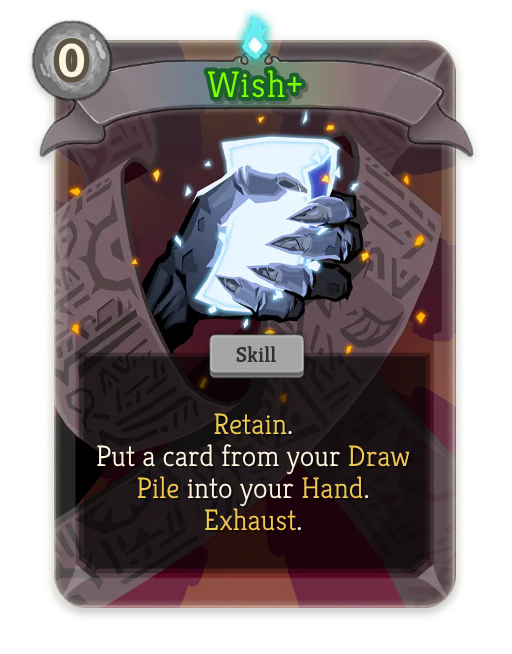 0
Wish+
Skill
Retain.
Put a card from your Draw
Pile into your Hand.
Exhaust.